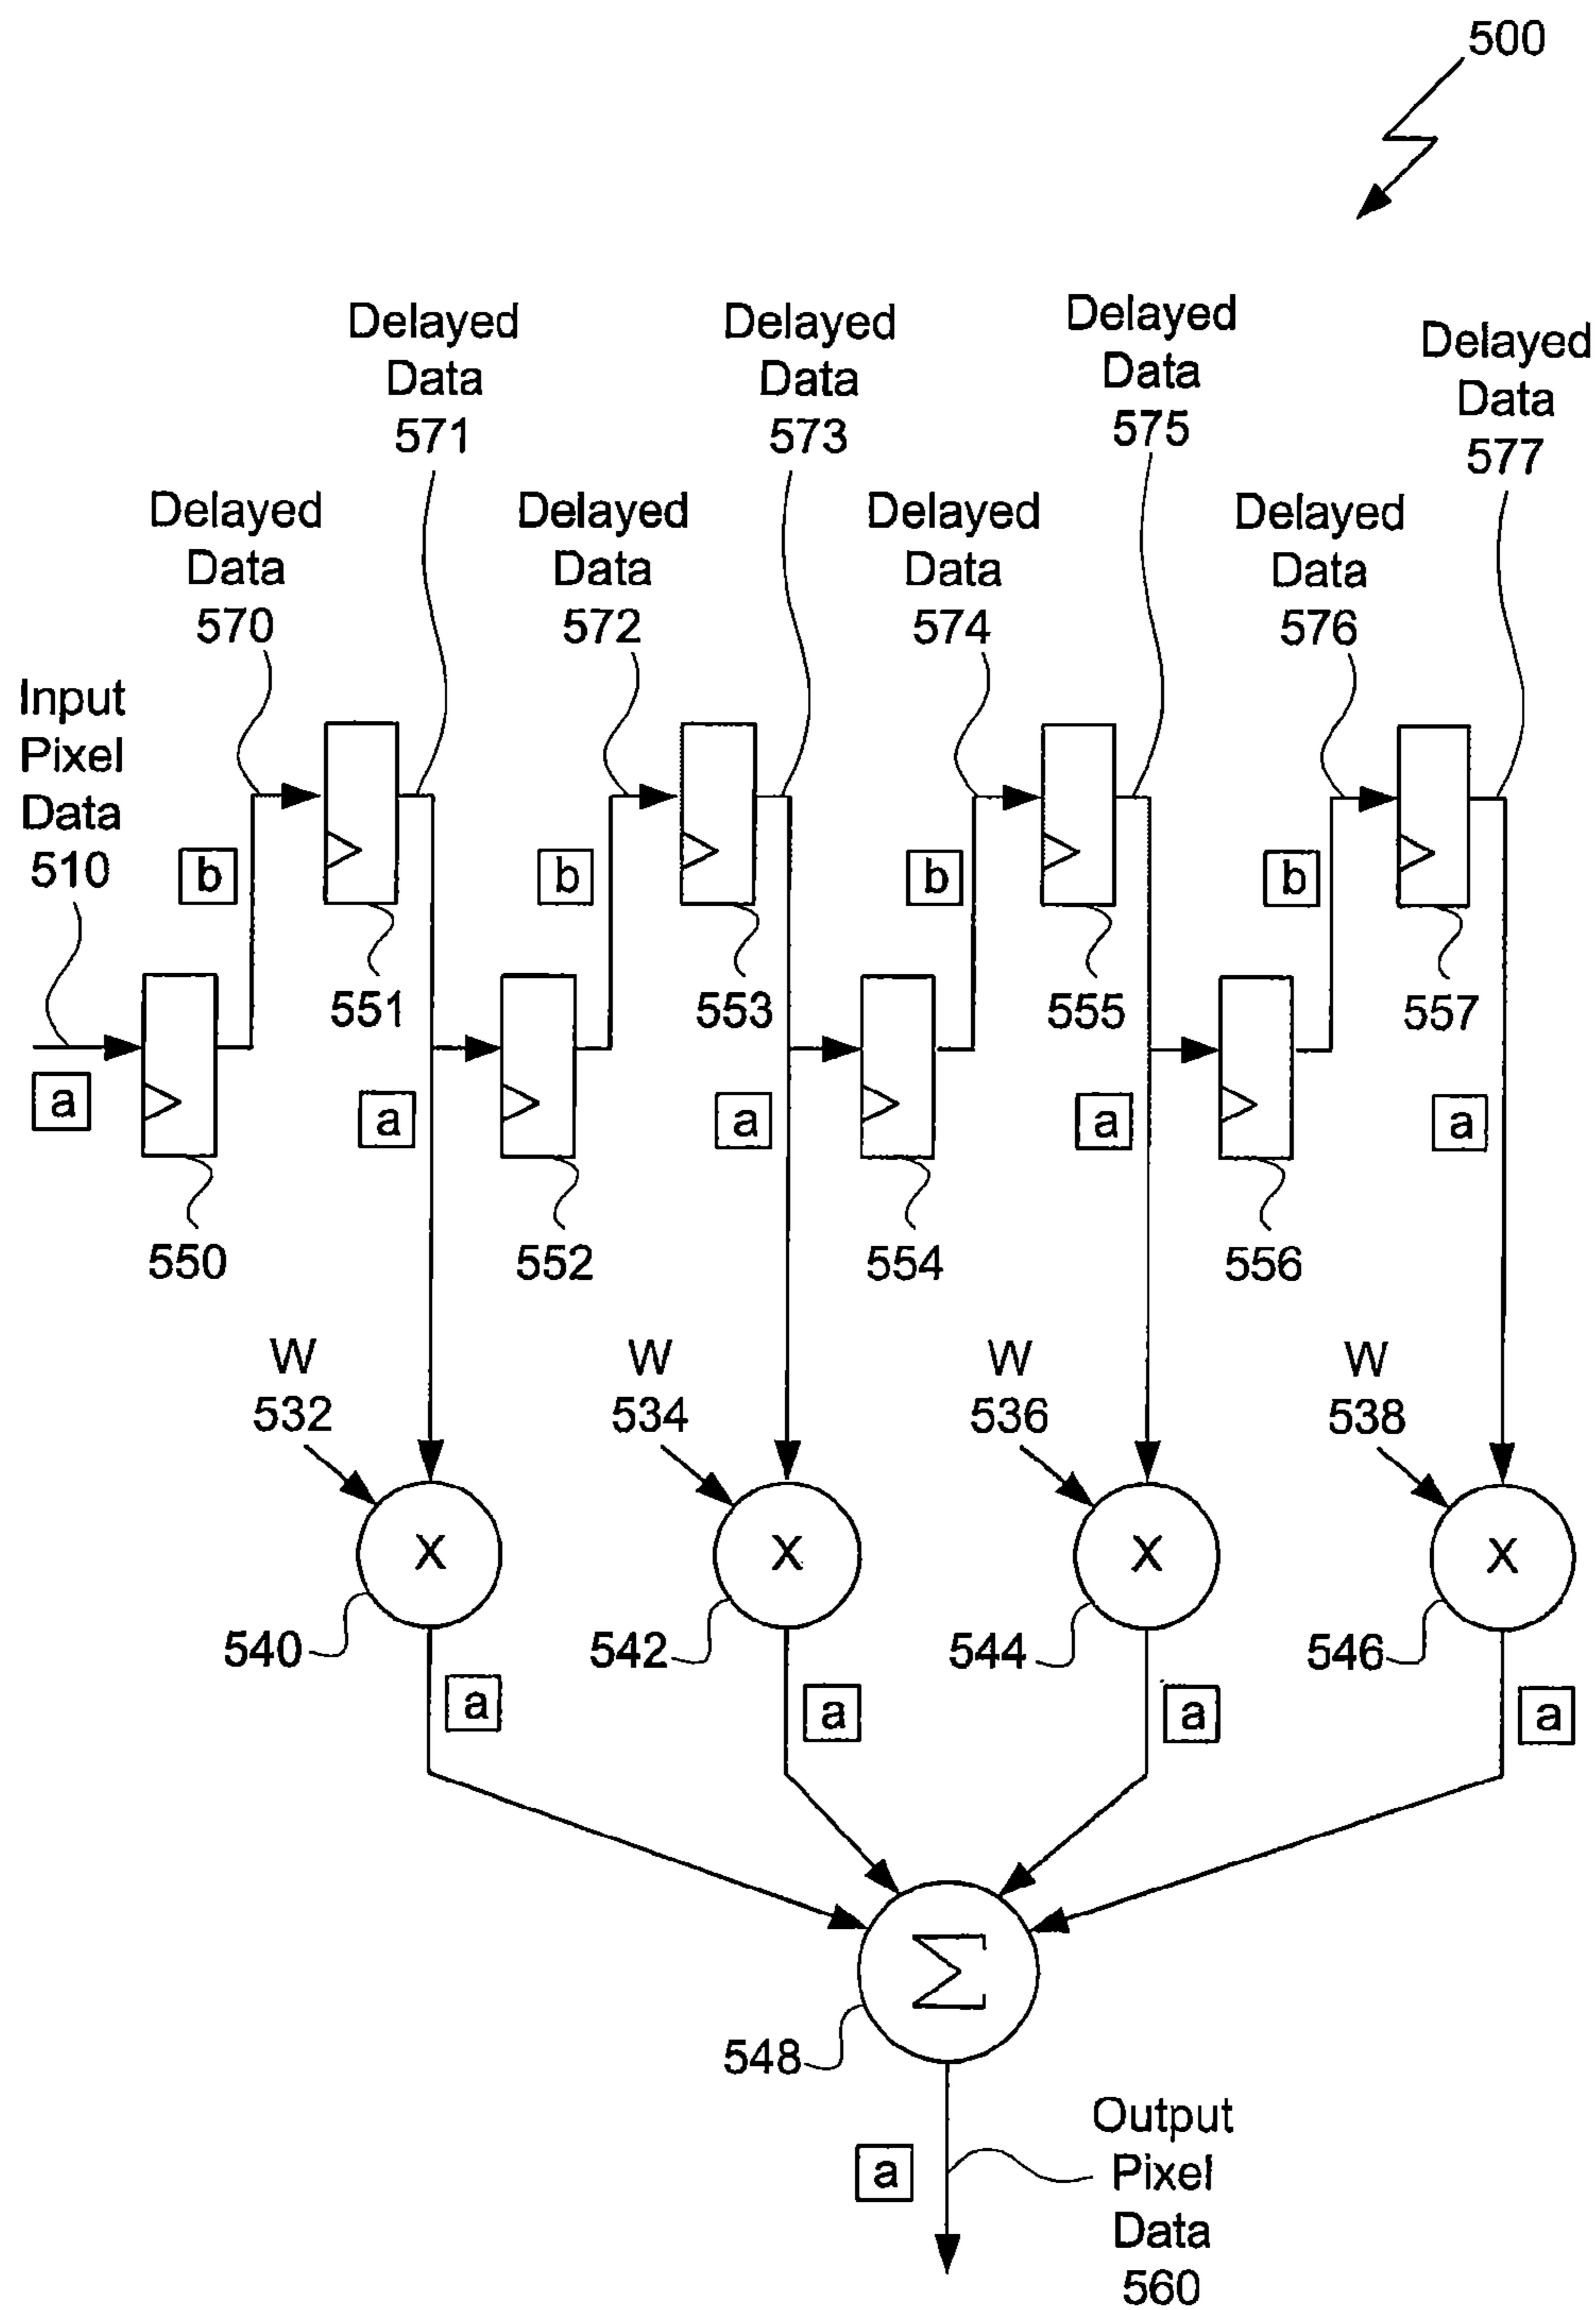 500
Delayed
Data
571
Delayed
Data
573
Delayed
Data
575
Delayed
Data
577
Delayed
Data
570
Delayed
Data
572
Delayed
Data
574
Delayed
Data
576
Input
Pixel
Data
510
b
b
b
b
551
553
555
557
a
a
a
a
a
550
552
554
556
W
532
W
534
W
536
W
538
X
X
X
X
540
542
544
546
a
a
a
a
Σ
548
a
Output
Pixel
Data
560